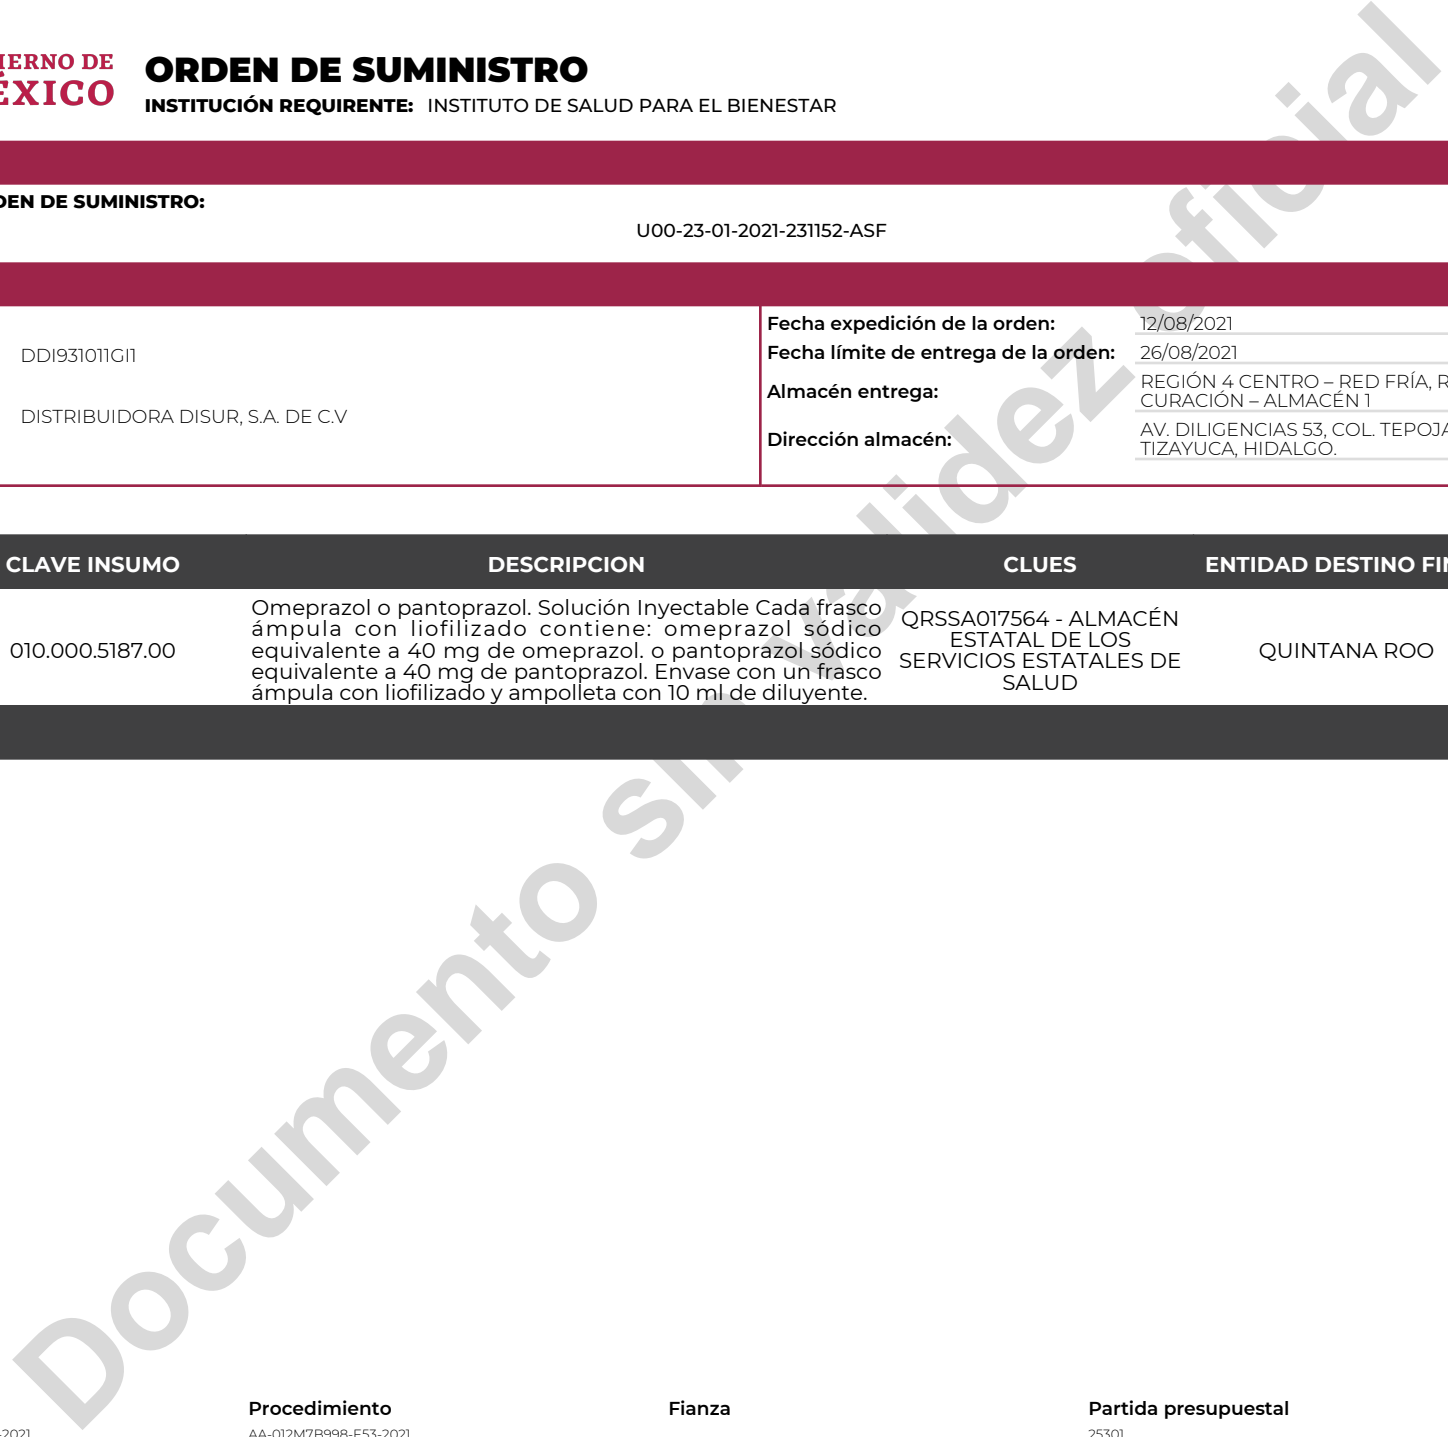 IERNO DE
ÉXICO
ORDEN DE SUMINISTRO
INSTITUCIÓN REQUIRENTE: INSTITUTO DE SALUD PARA EL BIENESTAR
DEN DE SUMINISTRO:
U00-23-01-2021-231152-ASF
DDI931011GI1
DISTRIBUIDORA DISUR, S.A. DE C.V
Fecha expedición de la orden: 12/08/2021
Fecha límite de entrega de la orden: 26/08/2021
Almacén entrega: REGIÓN 4 CENTRO – RED FRÍA, R
CURACIÓN – ALMACÉN 1
Dirección almacén: AV. DILIGENCIAS 53, COL. TEPOJA
TIZAYUCA, HIDALGO.
CLAVE INSUMO DESCRIPCION CLUES ENTIDAD DESTINO FIN
010.000.5187.00
Omeprazol o pantoprazol. Solución Inyectable Cada frasco
ámpula con liofilizado contiene: omeprazol sódico
equivalente a 40 mg de omeprazol. o pantoprazol sódico
equivalente a 40 mg de pantoprazol. Envase con un frasco
ámpula con liofilizado y ampolleta con 10 ml de diluyente.
QRSSA017564 - ALMACÉN
ESTATAL DE LOS
SERVICIOS ESTATALES DE
SALUD
QUINTANA ROO
Documento sin validez oficial
Procedimiento Fianza Partida presupuestal
-2021 AA-012M7B998-E53-2021 25301